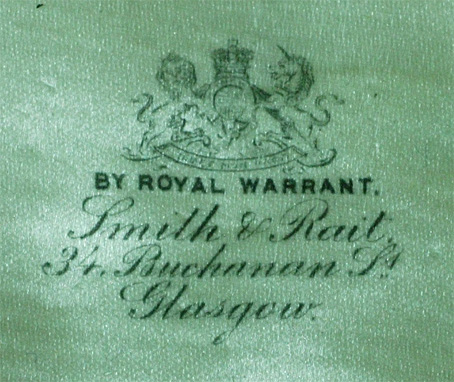 BY ROYAL WARRANT.
Smith & Rait,
34, Buchanan St.
Glasgow.